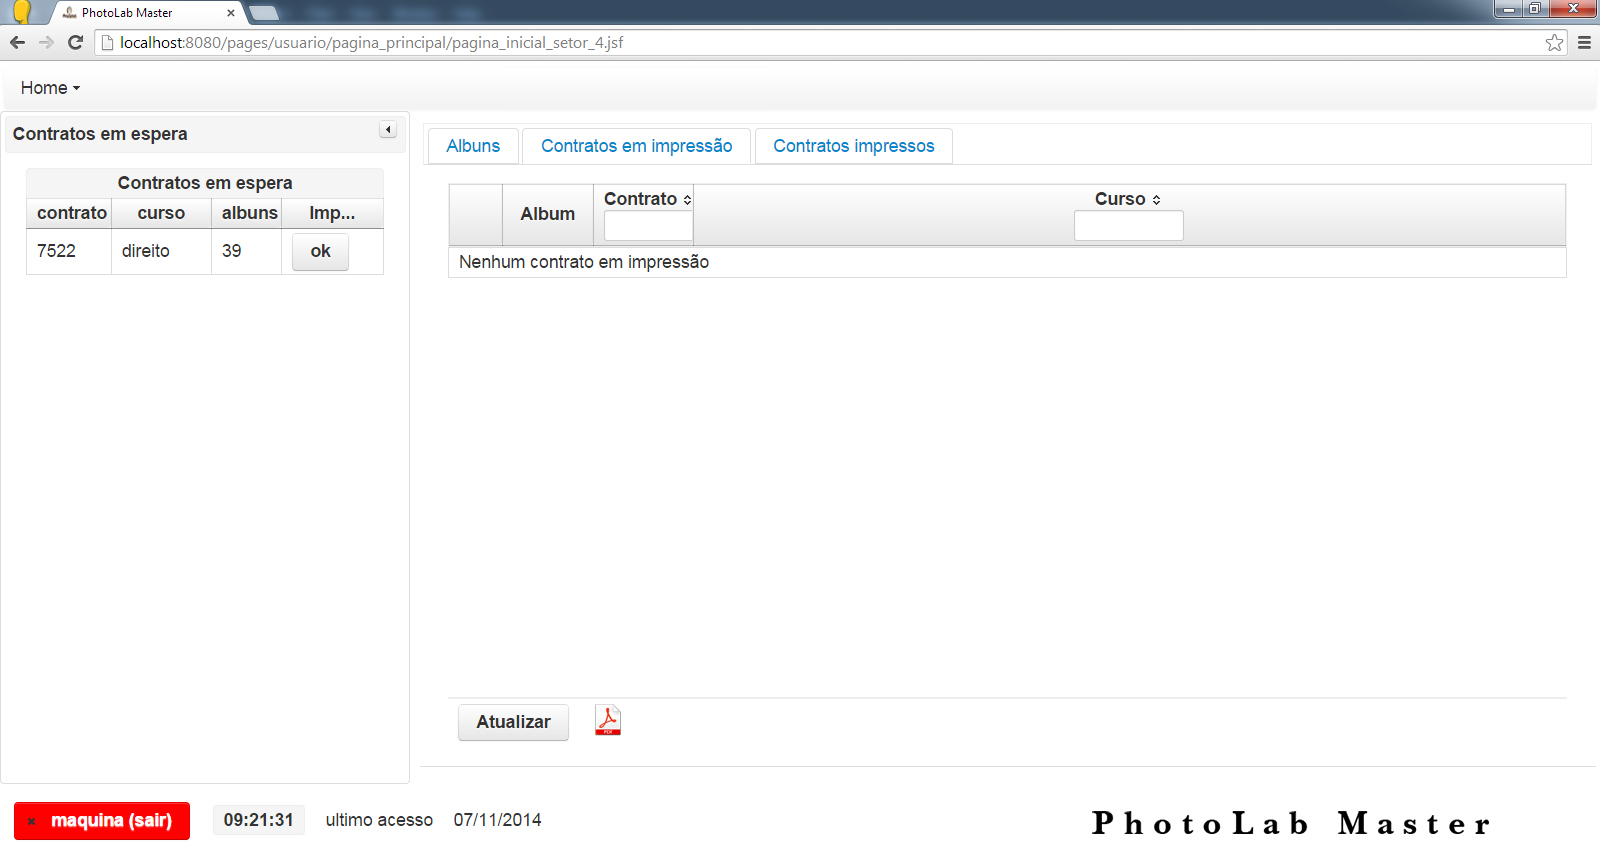 PhotoLab Master
localhost:8080/pages/usuario/pagina_principal/pagina_inicial_setor_4.jsf
Home
Contratos em espera
Contratos em espera
contrato curso albuns Imp...
7522 direito 39 ok
Albuns Contratos em impressão Contratos impressos
Album Contrato Curso
Nenhum contrato em impressão
Atualizar PDF
maquina (sair) 09:21:31 ultimo acesso 07/11/2014
PhotoLab Master